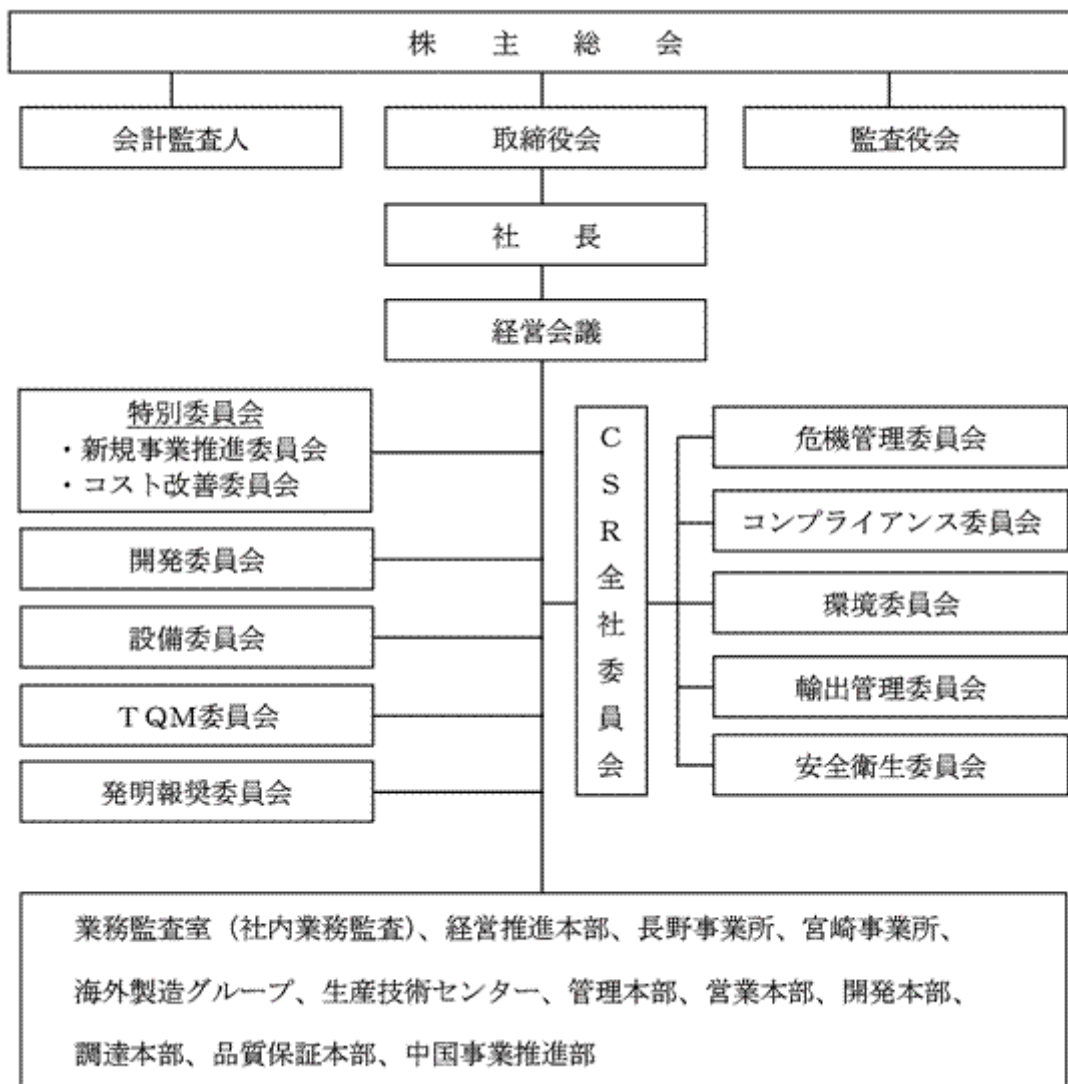 株主総会
会計監査人
取締役会
監査役会
社長
経営会議
特別委員会
・新規事業推進委員会
・コスト改善委員会
開発委員会
設備委員会
TQM委員会
発明報奨委員会
CSR全社委員会
危機管理委員会
コンプライアンス委員会
環境委員会
輸出管理委員会
安全衛生委員会
業務監査室（社内業務監査）、経営推進本部、長野事業所、宮崎事業所、
海外製造グループ、生産技術センター、管理本部、営業本部、開発本部、
調達本部、品質保証本部、中国事業推進部